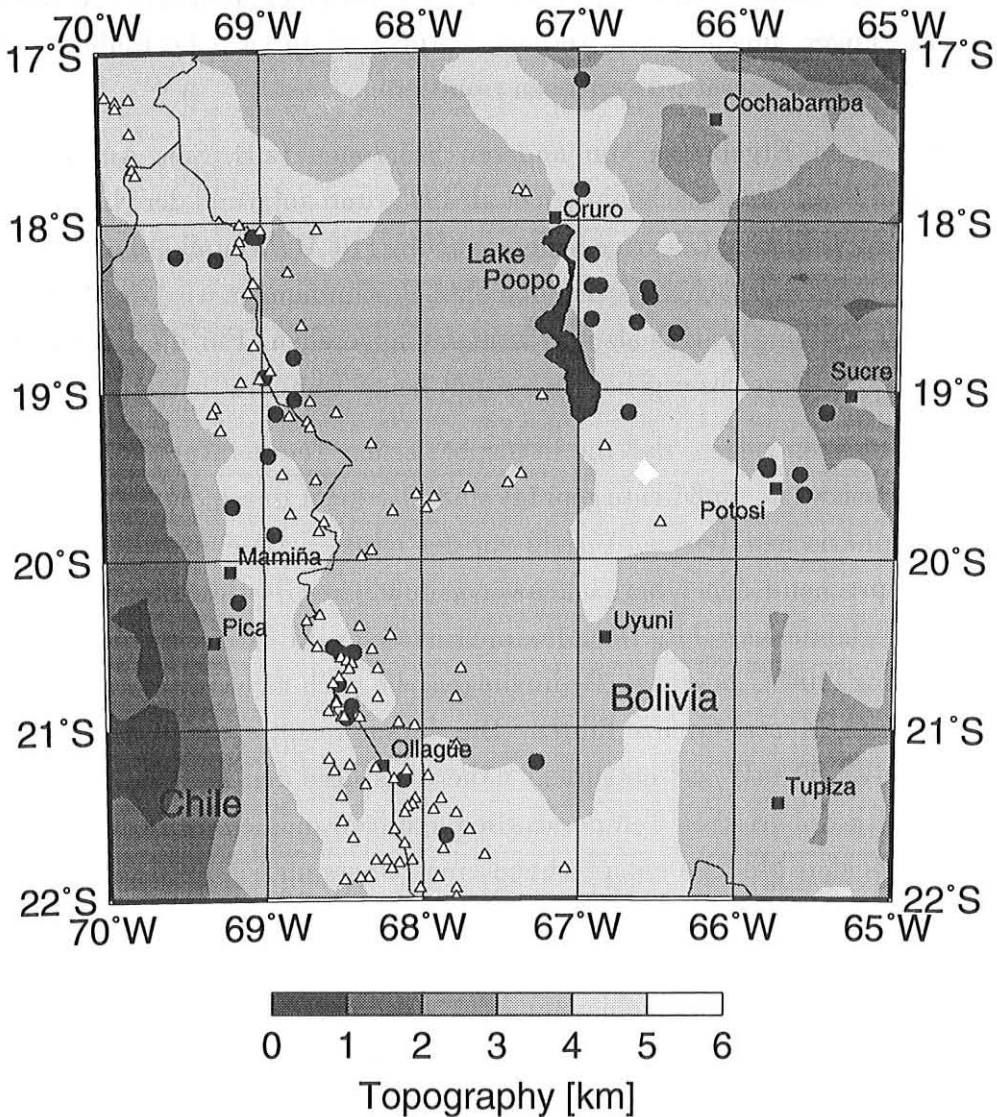 70˚W 69˚W 68˚W 67˚W 66˚W 65˚W
17˚S 17˚S
Cochabamba
Oruro
18˚S 18˚S
Lake
Poopo
Sucre
19˚S 19˚S
Potosi
20˚S Mamiña 20˚S
Pica Uyuni
Bolivia
21˚S 21˚S
Ollagüe
Chile Tupiza
22˚S 22˚S
70˚W 69˚W 68˚W 67˚W 66˚W 65˚W
0 1 2 3 4 5 6
Topography [km]